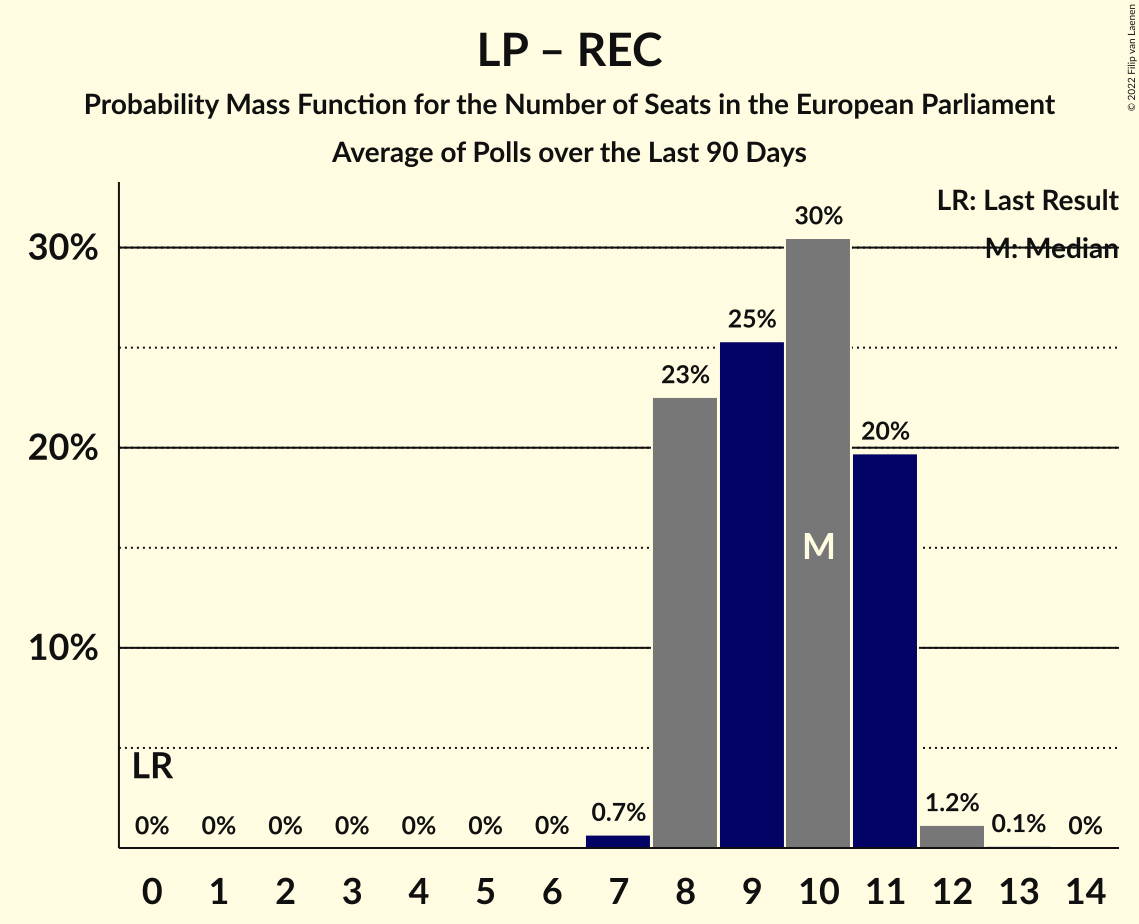 LP – REC
Probability Mass Function for the Number of Seats in the European Parliament
Average of Polls over the Last 90 Days
© 2022 Filip van Laenen
LR: Last Result
M: Median
30%
20%
10%
30%
25%
23%
20%
M
LR
0% 0% 0% 0% 0% 0% 0% 0.7% 1.2% 0.1% 0%
0 1 2 3 4 5 6 7 8 9 10 11 12 13 14